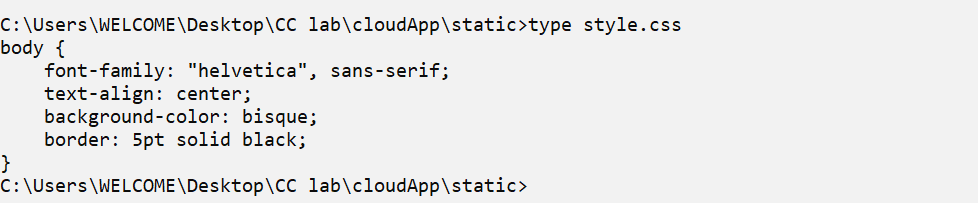 C:\Users\WELCOME\Desktop\CC lab\cloudApp\static>type style.css
body {
    font-family: "helvetica", sans-serif;
    text-align: center;
    background-color: bisque;
    border: 5pt solid black;
}
C:\Users\WELCOME\Desktop\CC lab\cloudApp\static>